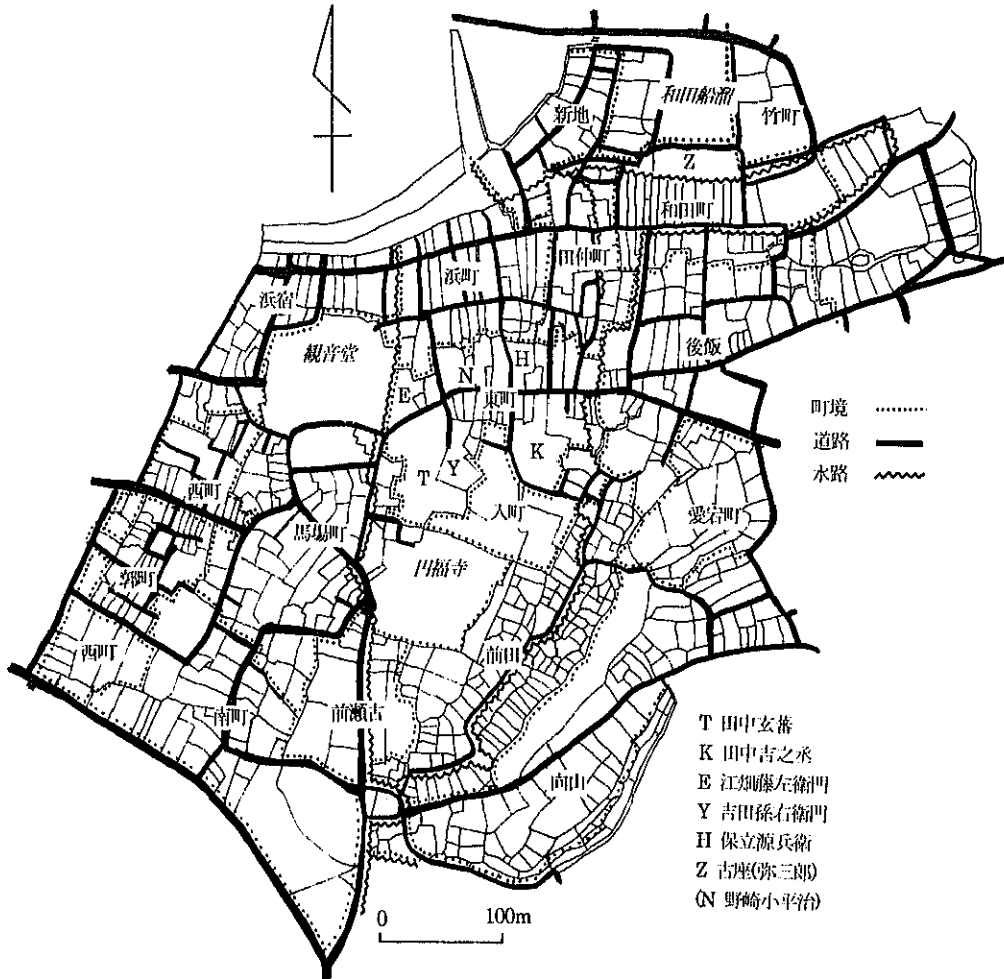 和田船溜
新地
竹町
Z
和田町
田中町
浜町
浜宿
観音堂
後飯
H
N
E
東町
K
Y
T
西町
入町
愛宕町
馬場町
円福寺
郭町
西町
前田
南町
前瀬古
向山
町境
道路
水路
T 田中玄蕃
K 田中吉之丞
E 江畑藤左衛門
Y 吉田孫右衛門
H 保立源兵衛
Z 古座(弥三郎)
(N 野崎小平治)
0 100m